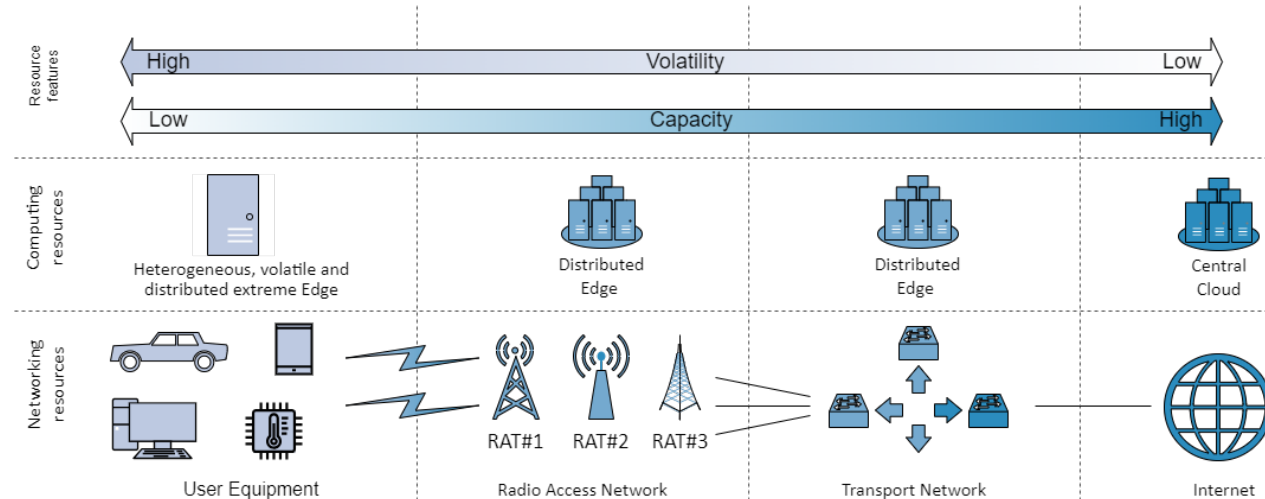 Resource
features
High Volatility Low
Low Capacity High
Computing
resources
Heterogeneous, volatile and
distributed extreme Edge
Distributed
Edge
Distributed
Edge
Central
Cloud
Networking
resources
RAT#1 RAT#2 RAT#3
User Equipment Radio Access Network Transport Network Internet